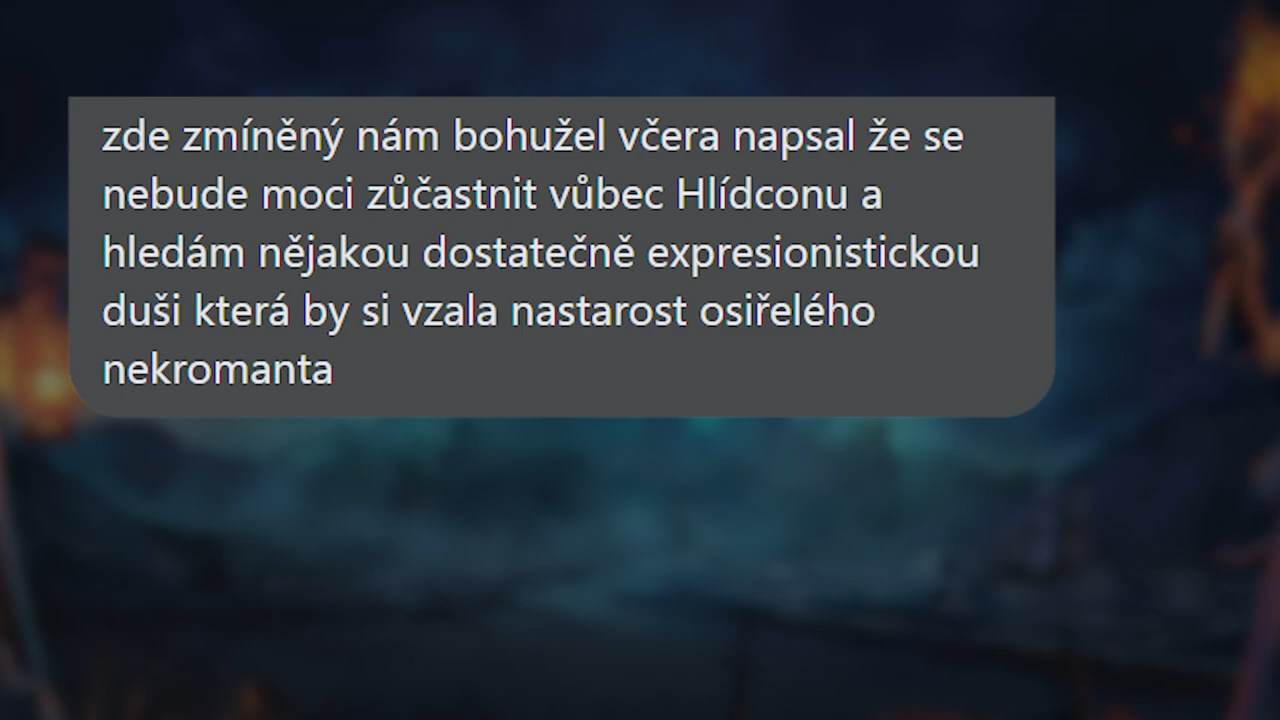 zde zmíněný nám bohužel včera napsal že se
nebude moci zůčastnit vůbec Hlídconu a
hledám nějakou dostatečně expresionistickou
duši která by si vzala nastarost osiřelého
nekromanta